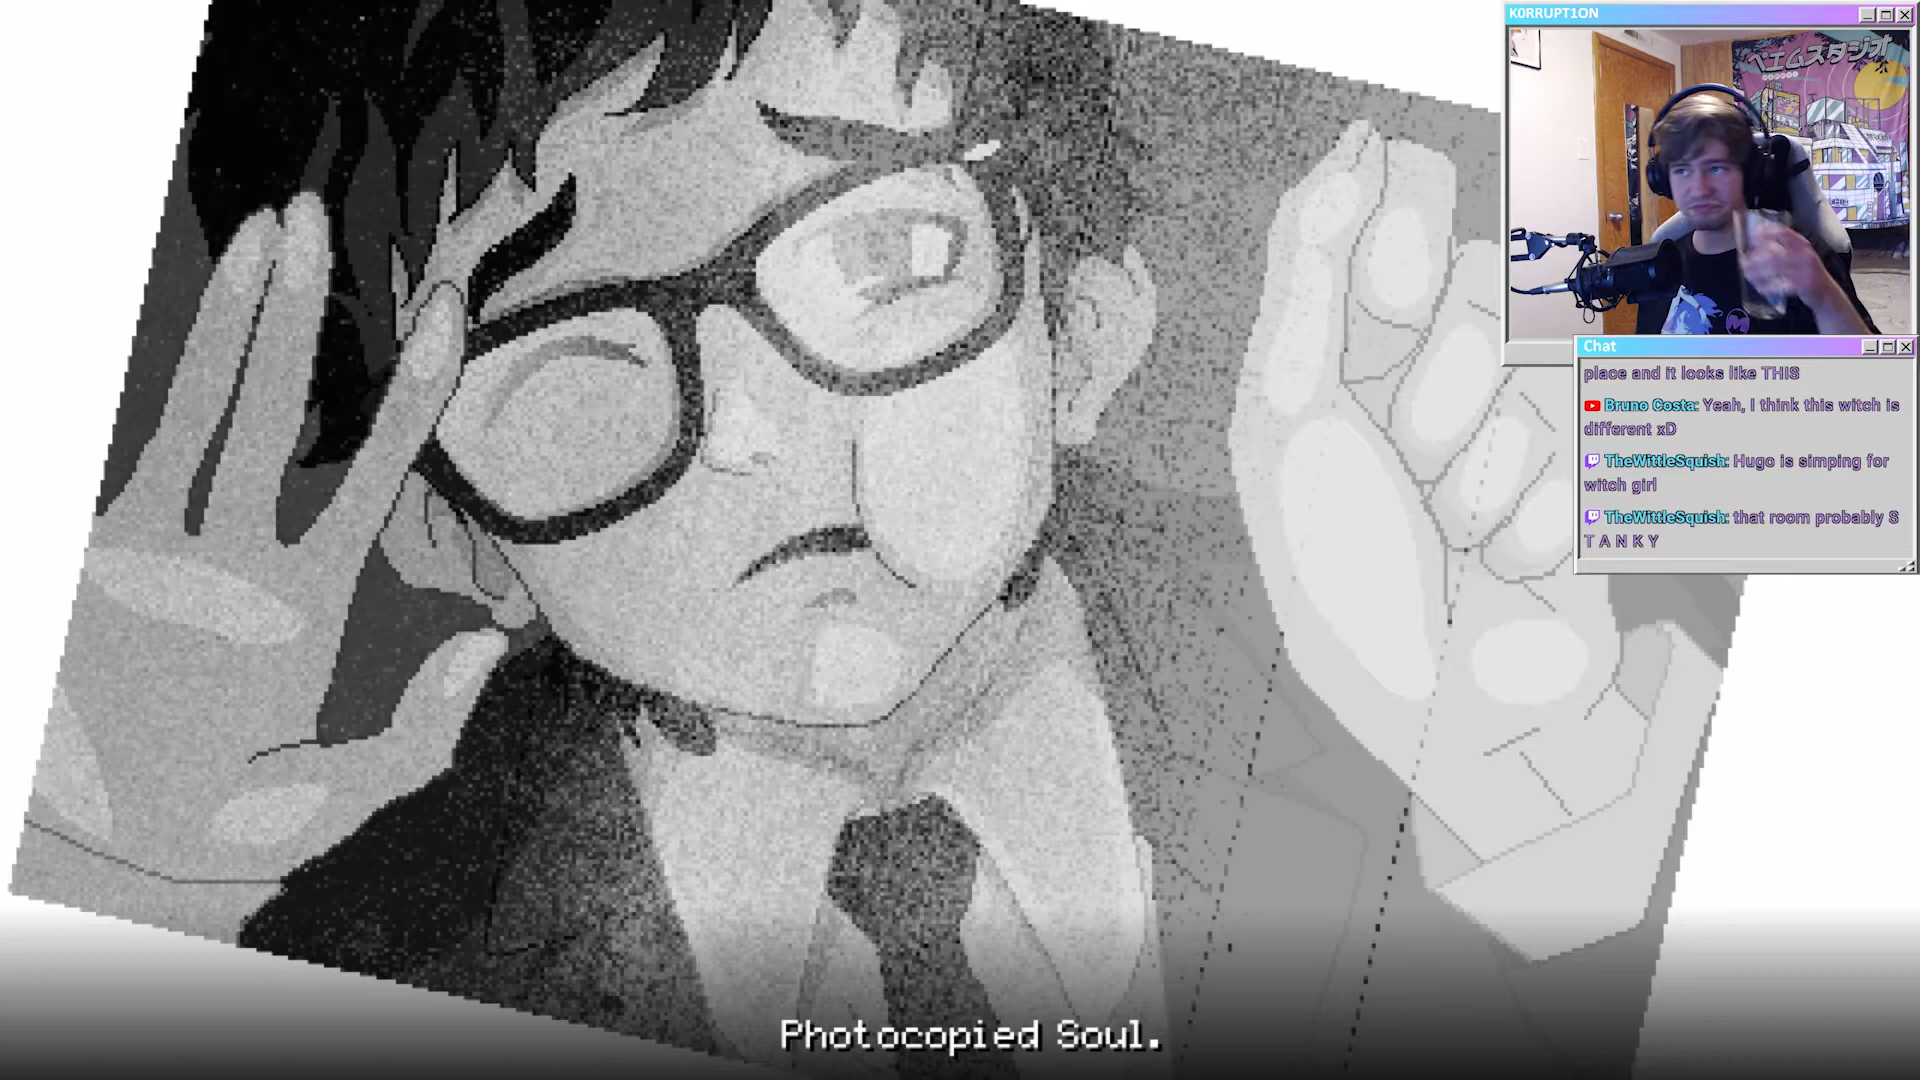 K0RRUPT1ON
ベエムスタジオ
Chat
place and it looks like THIS
Bruno Costa: Yeah, I think this witch is
different xD
TheWittleSquish: Hugo is simping for
witch girl
TheWittleSquish: that room probably S
T A N K Y
Photocopied Soul.